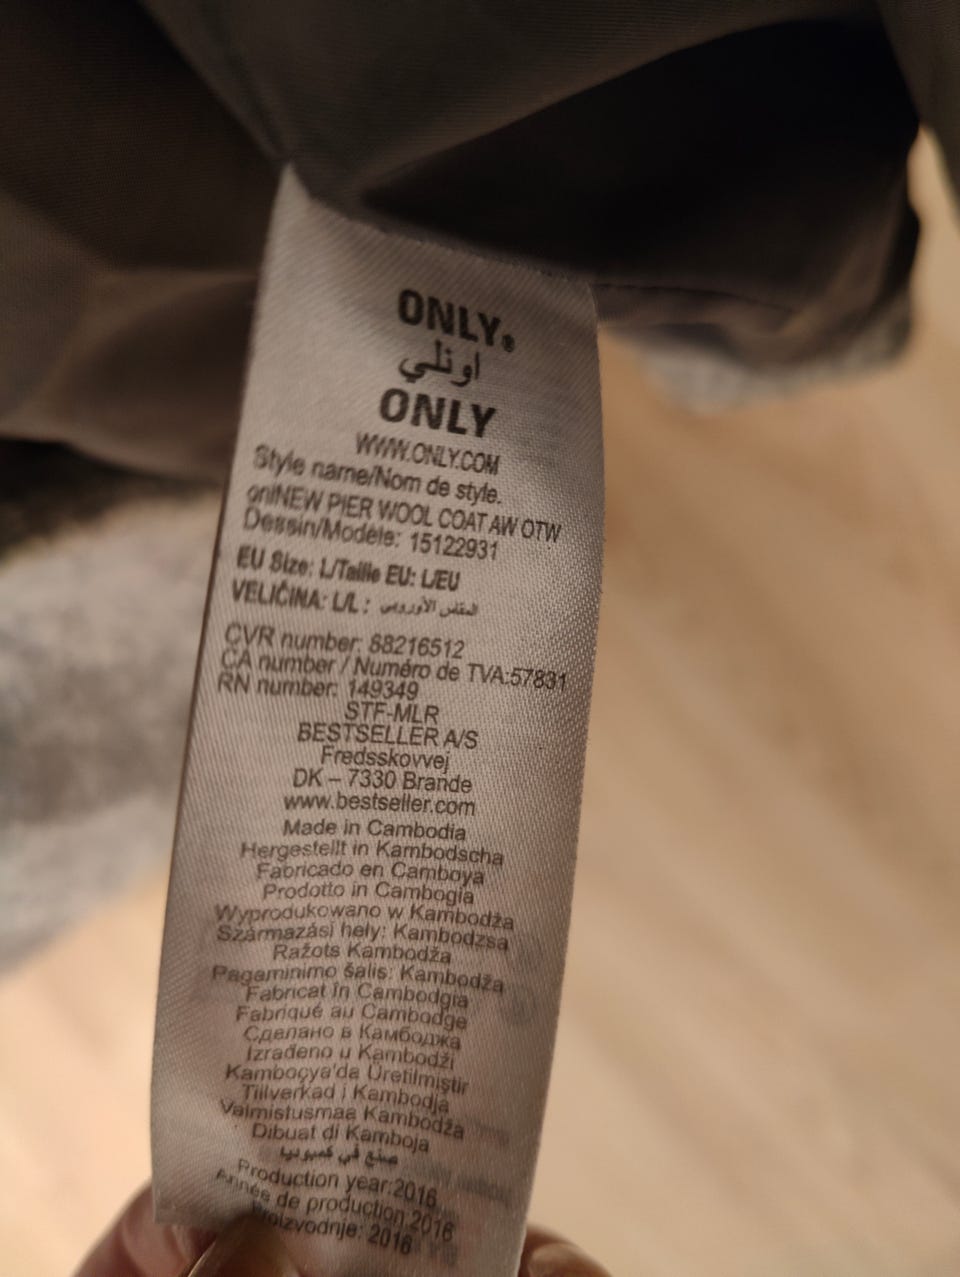 ONLY®
اونلي
ONLY
WWW.ONLY.COM
Style name/Nom de style.
onlNEW PIER WOOL COAT AW OTW
Dessin/Modèle: 15122931
EU Size: L/Taille EU: L/EU
VELIČINA: L/L : المقاس الأوروبي
CVR number: 88216512
CA number / Numéro de TVA:57831
RN number: 149349
STF-MLR
BESTSELLER A/S
Fredsskovvej
DK – 7330 Brande
www.bestseller.com
Made in Cambodia
Hergestellt in Kambodscha
Fabricado en Camboya
Prodotto in Cambogia
Wyprodukowano w Kambodża
Származási hely: Kambodzsa
Ražots Kambodža
Pagaminimo šalis: Kambodža
Fabricat în Cambodgia
Fabriqué au Cambodge
Сделано в Камбоджа
Izrađeno u Kambodži
Kamboçya'da Üretilmiştir
Tillverkad i Kambodja
Valmistusmaa Kambodža
Dibuat di Kamboja
صنع في كمبوديا
Production year:2016
Année de production 2016
Proizvodnje: 2016